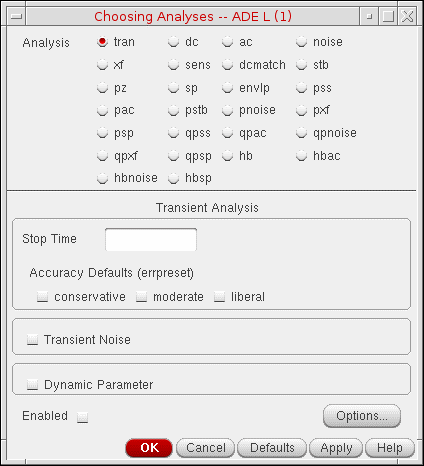 Choosing Analyses -- ADE L (1)
Analysis tran dc ac noise
xf sens dcmatch stb
pz sp envlp pss
pac pstb pnoise pxf
psp qpss qpac qpnoise
qpxf qpsp hb hbac
hbnoise hbsp
Transient Analysis
Stop Time
Accuracy Defaults (errpreset)
conservative moderate liberal
Transient Noise
Dynamic Parameter
Enabled Options...
OK Cancel Defaults Apply Help